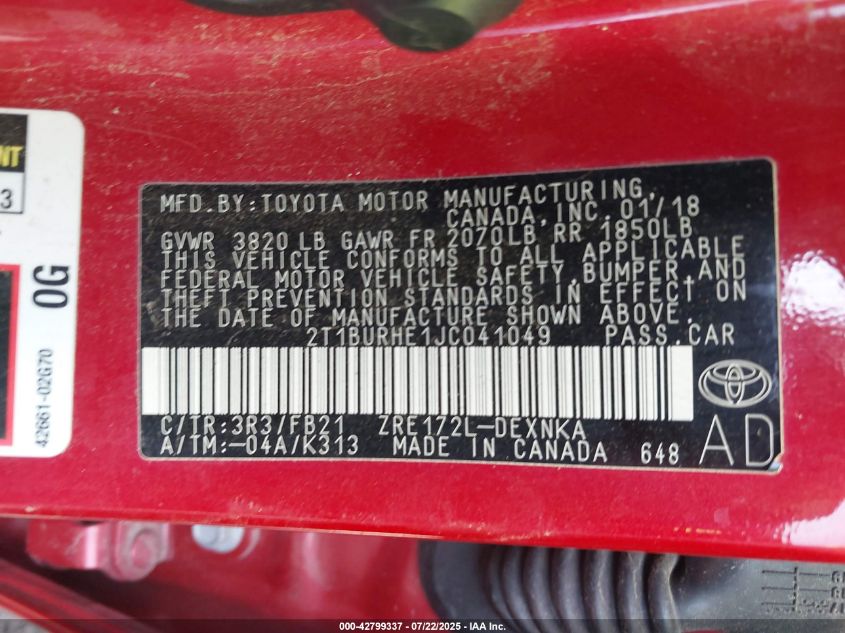 NT
3
0G
42661-02G70
MFD.BY:TOYOTA MOTOR MANUFACTURING,
CANADA, INC. 01/18
GVWR 3820 LB GAWR FR 2070LB RR 1850LB
THIS VEHICLE CONFORMS TO ALL APPLICABLE
FEDERAL MOTOR VEHICLE SAFETY,BUMPER,AND
THEFT PREVENTION STANDARDS IN EFFECT ON
THE DATE OF MANUFACTURE SHOWN ABOVE.
2T1BURHE1JC041049 PASS.CAR
C/TR:3R3/FB21 ZRE172L-DEXNKA
A/TM:-04A/K313 MADE IN CANADA 648
AD
000-42799337 - 07/22/2025 - IAA Inc.